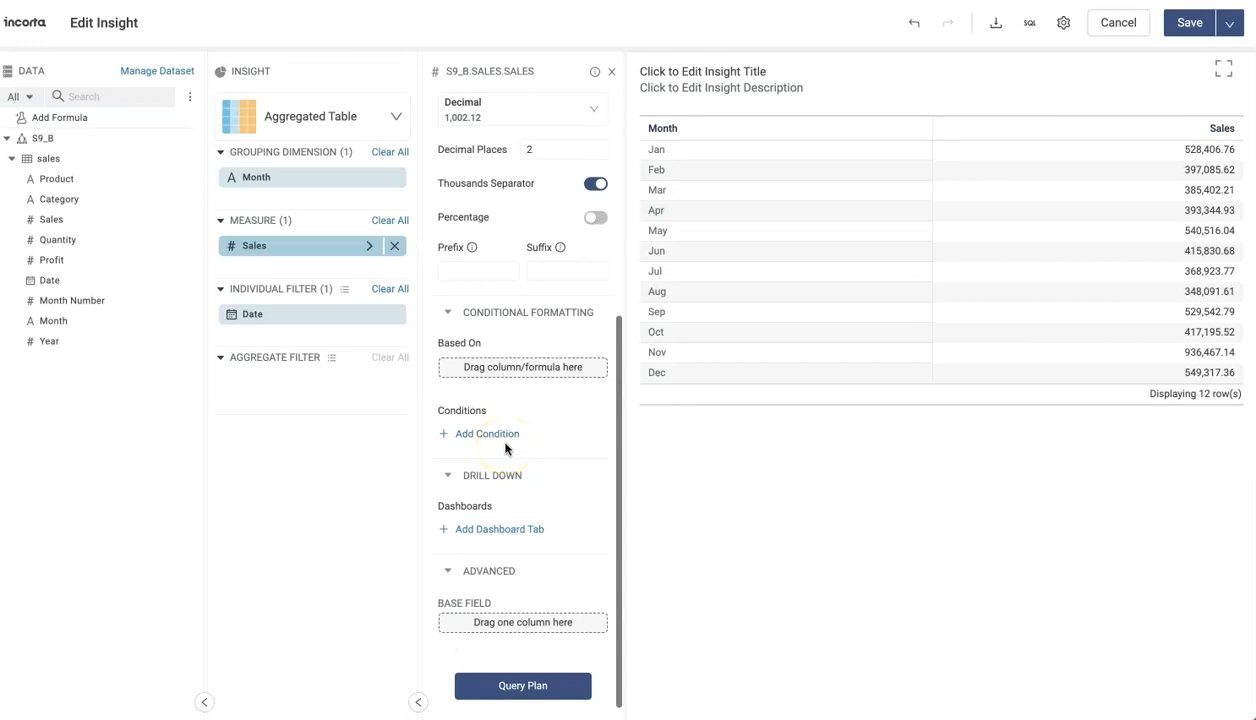 incorta
Edit Insight
SQL
Cancel
Save
DATA
Manage Dataset
All
Search
Add Formula
S9_B
sales
A Product
A Category
# Sales
# Quantity
# Profit
Date
# Month Number
A Month
# Year
INSIGHT
Aggregated Table
GROUPING DIMENSION (1)
Clear All
A Month
MEASURE (1)
Clear All
# Sales
INDIVIDUAL FILTER (1)
Clear All
Date
AGGREGATE FILTER
Clear All
# S9_B.SALES.SALES
Decimal
1,002.12
Decimal Places
2
Thousands Separator
Percentage
Prefix
Suffix
CONDITIONAL FORMATTING
Based On
Drag column/formula here
Conditions
+ Add Condition
DRILL DOWN
Dashboards
+ Add Dashboard Tab
ADVANCED
BASE FIELD
Drag one column here
Query Plan
Click to Edit Insight Title
Click to Edit Insight Description
Month Sales
Jan 528,406.76
Feb 397,085.62
Mar 385,402.21
Apr 393,344.93
May 540,516.04
Jun 415,830.68
Jul 368,923.77
Aug 348,091.61
Sep 529,542.79
Oct 417,195.52
Nov 936,467.14
Dec 549,317.36
Displaying 12 row(s)